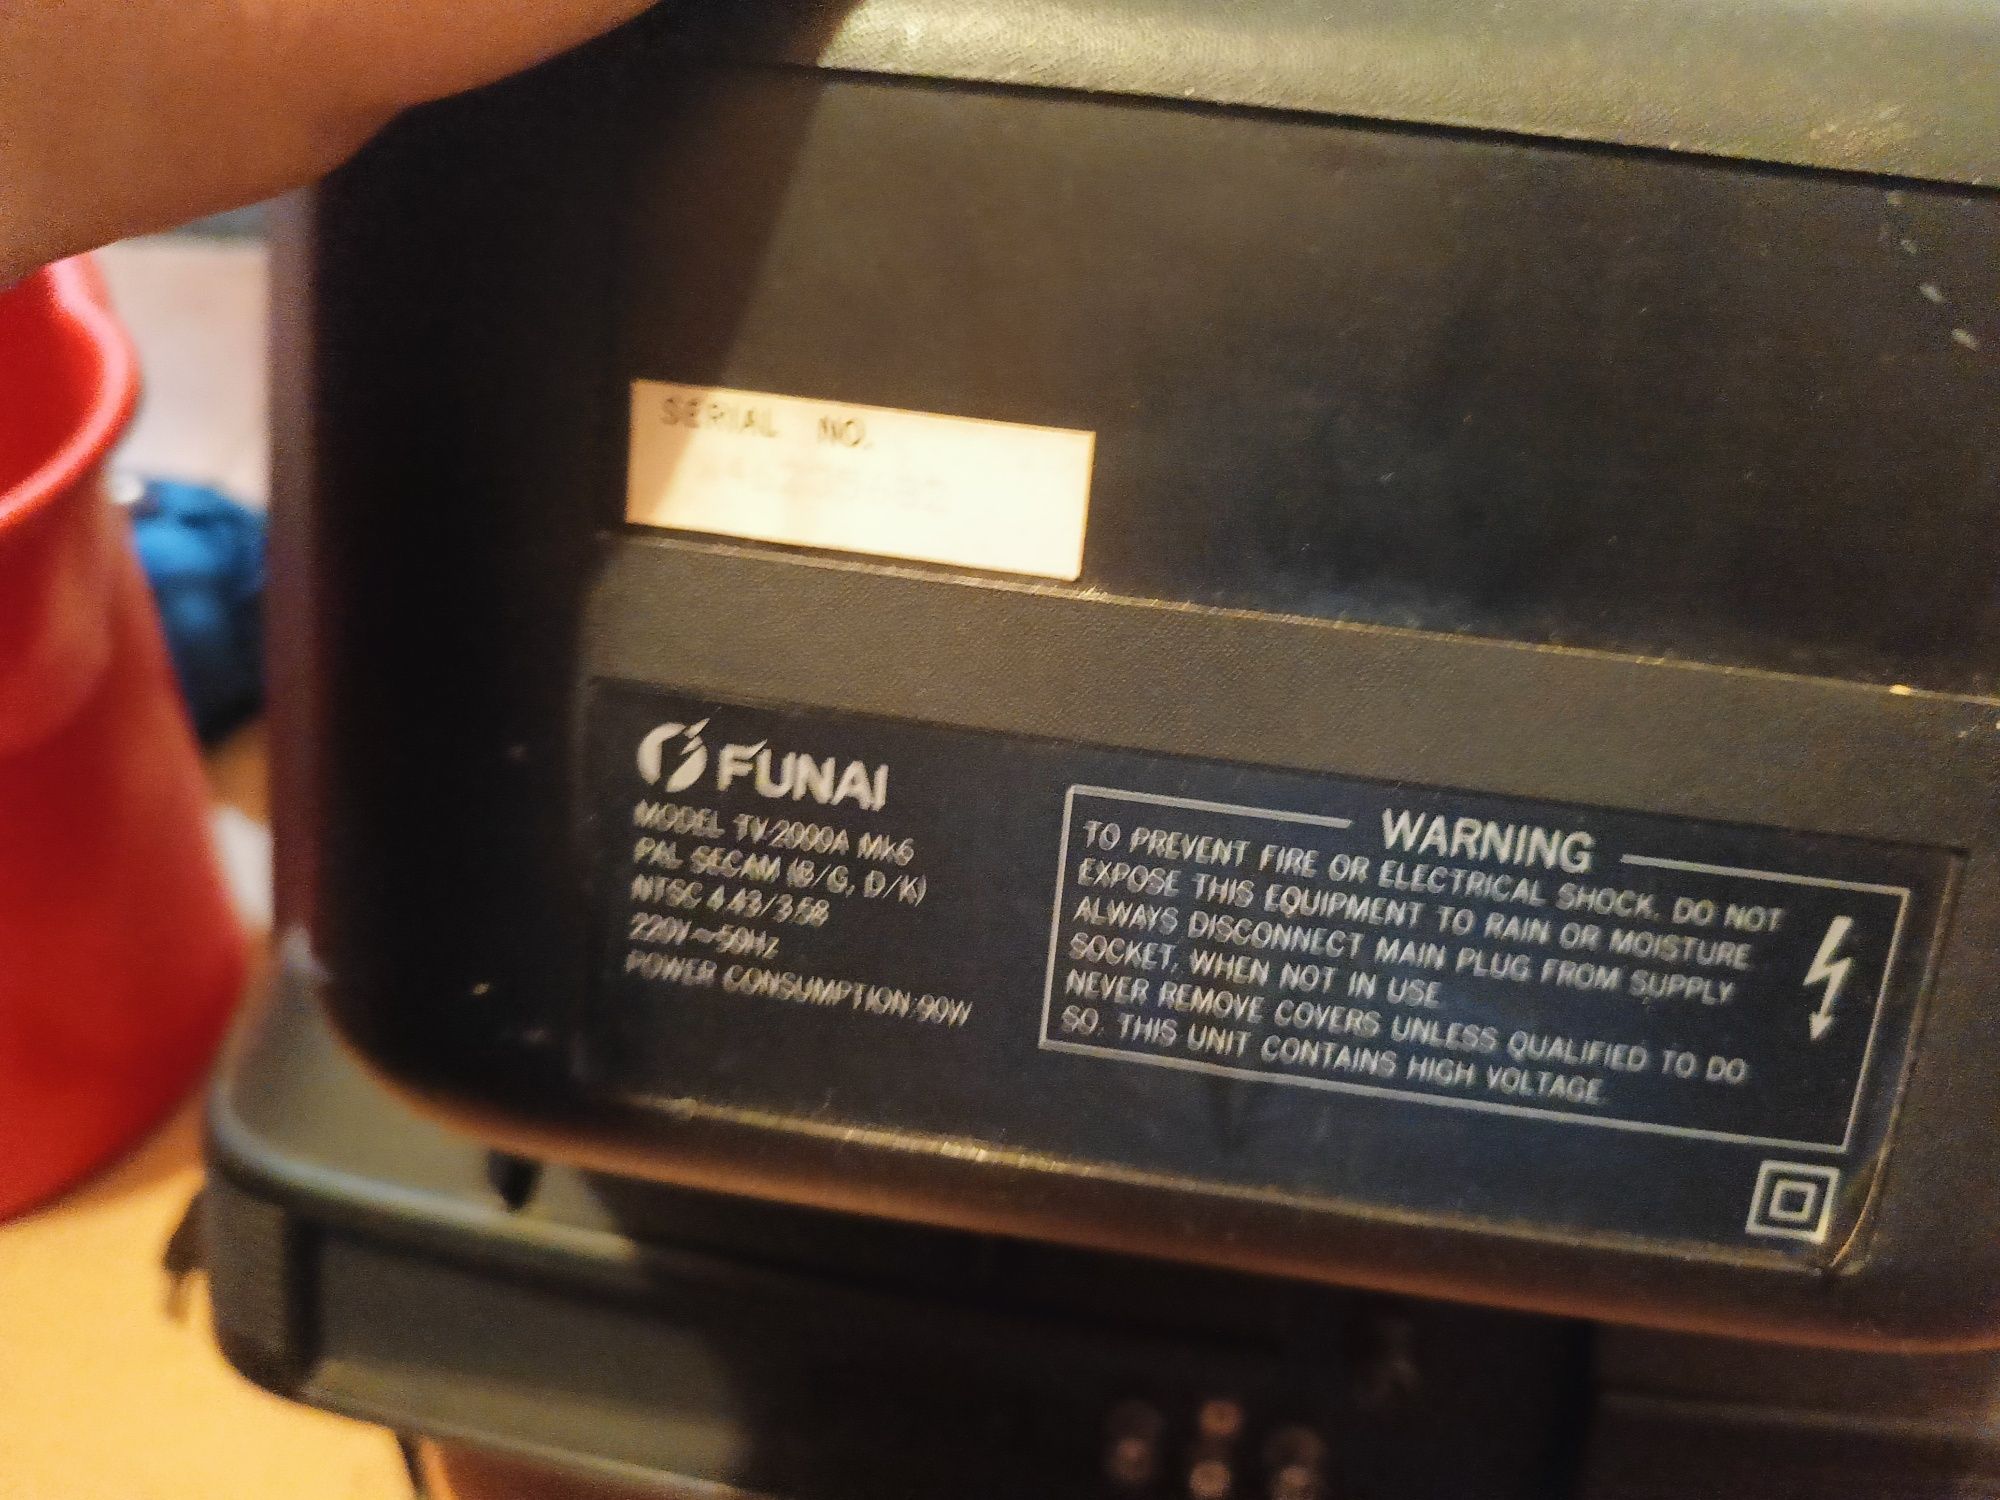 SERIAL NO.
FUNAI
MODEL TV-2000A MK6
PAL SECAM (B/G, D/K)
NTSC 4.43/3.58
220V~50Hz
POWER CONSUMPTION:90W
WARNING
TO PREVENT FIRE OR ELECTRICAL SHOCK, DO NOT
EXPOSE THIS EQUIPMENT TO RAIN OR MOISTURE.
ALWAYS DISCONNECT MAIN PLUG FROM SUPPLY
SOCKET, WHEN NOT IN USE.
NEVER REMOVE COVERS UNLESS QUALIFIED TO DO
SO. THIS UNIT CONTAINS HIGH VOLTAGE.